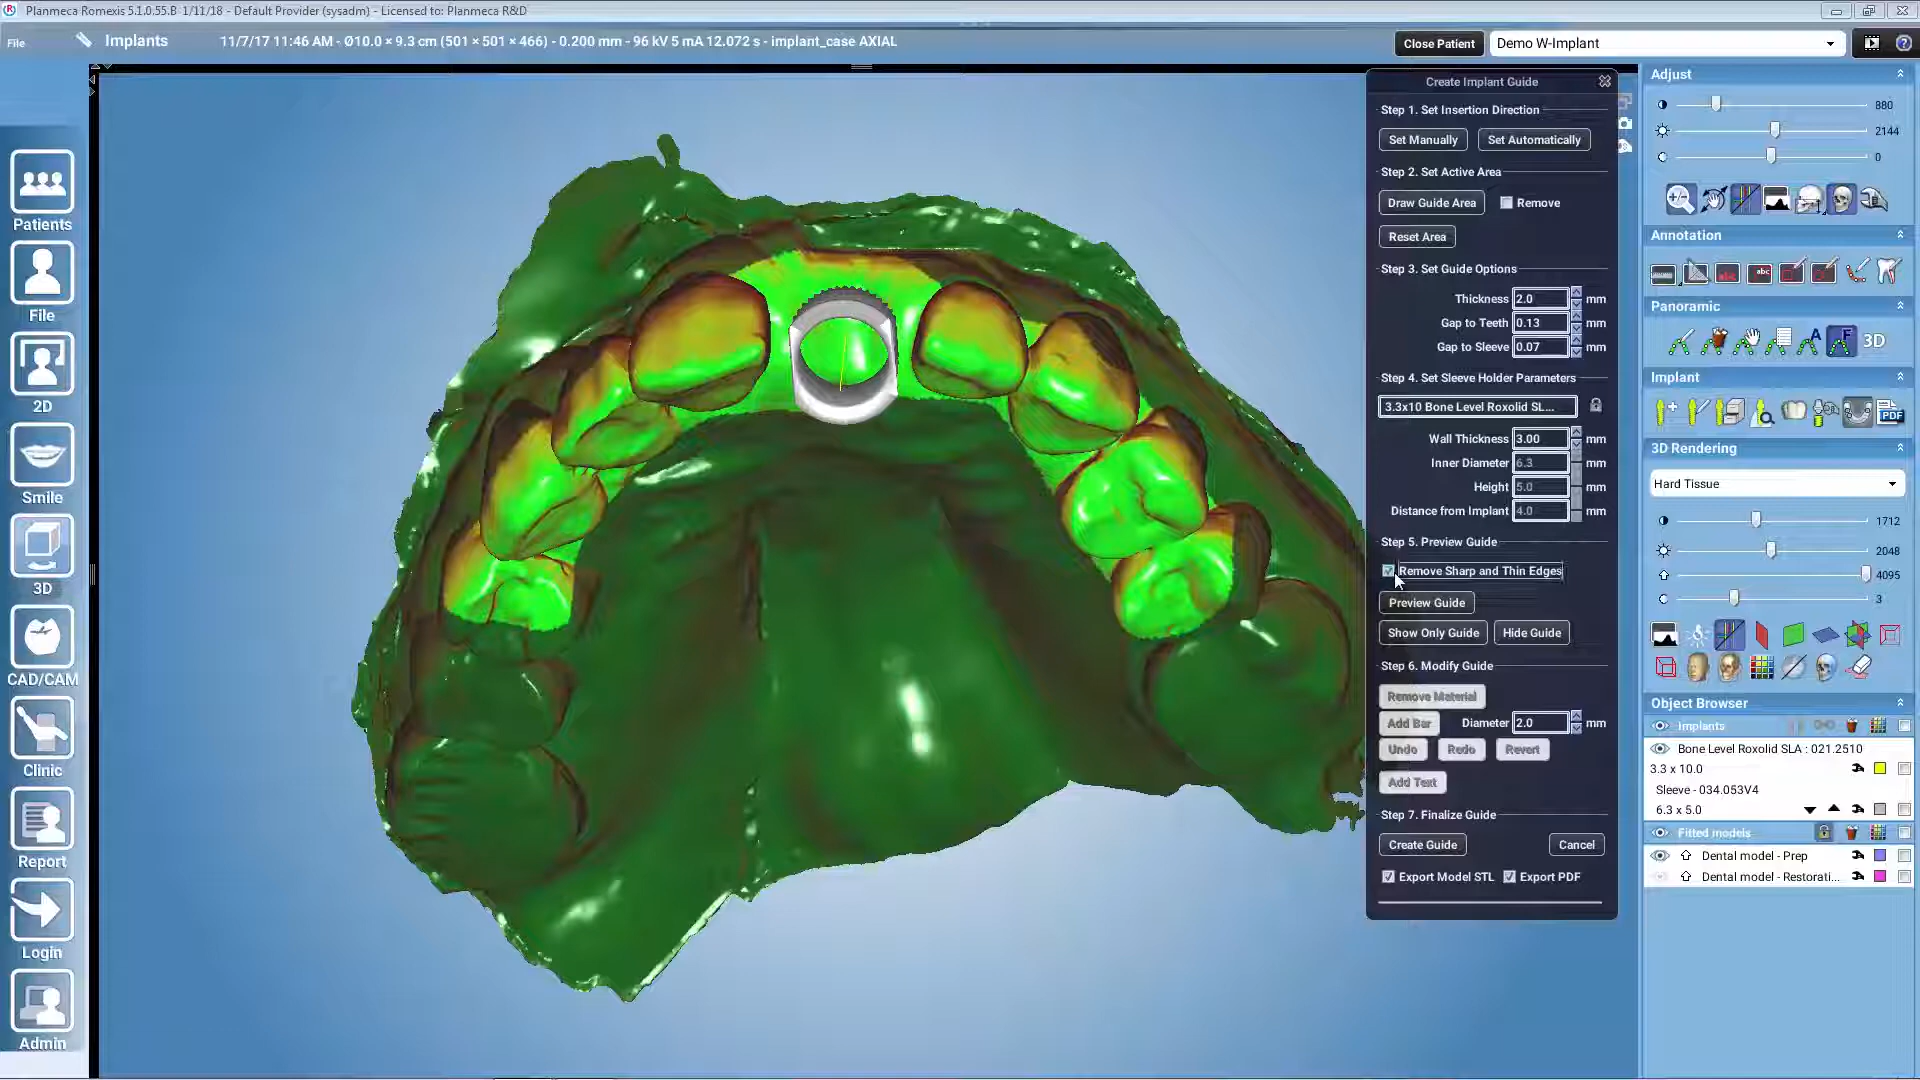 Planmeca Romexis 5.1.0.55.B 1/11/18 - Default Provider (sysadm) - Licensed to: Planmeca R&D
File
Implants
11/7/17 11:46 AM - Ø10.0 × 9.3 cm (501 × 501 × 466) - 0.200 mm - 96 kV 5 mA 12.072 s - implant_case AXIAL
Close Patient
Demo W-Implant
Patients
File
2D
Smile
3D
CAD/CAM
Clinic
Report
Login
Admin
Create Implant Guide
Step 1. Set Insertion Direction
Set Manually
Set Automatically
Step 2. Set Active Area
Draw Guide Area
Remove
Reset Area
Step 3. Set Guide Options
Thickness 2.0 mm
Gap to Teeth 0.13 mm
Gap to Sleeve 0.07 mm
Step 4. Set Sleeve Holder Parameters
3.3x10 Bone Level Roxolid SL...
Wall Thickness 3.00 mm
Inner Diameter 6.3 mm
Height 5.0 mm
Distance from Implant 4.0 mm
Step 5. Preview Guide
Remove Sharp and Thin Edges
Preview Guide
Show Only Guide
Hide Guide
Step 6. Modify Guide
Remove Material
Add Bar
Diameter 2.0 mm
Undo
Redo
Revert
Add Text
Step 7. Finalize Guide
Create Guide
Cancel
Export Model STL
Export PDF
Adjust
880
2144
0
Annotation
abc
abc
Panoramic
A
F
3D
Implant
PDF
3D Rendering
Hard Tissue
1712
2048
4095
3
Object Browser
Implants
Bone Level Roxolid SLA : 021.2510
3.3 x 10.0
Sleeve - 034.053V4
6.3 x 5.0
Fitted models
Dental model - Prep
Dental model - Restorati...